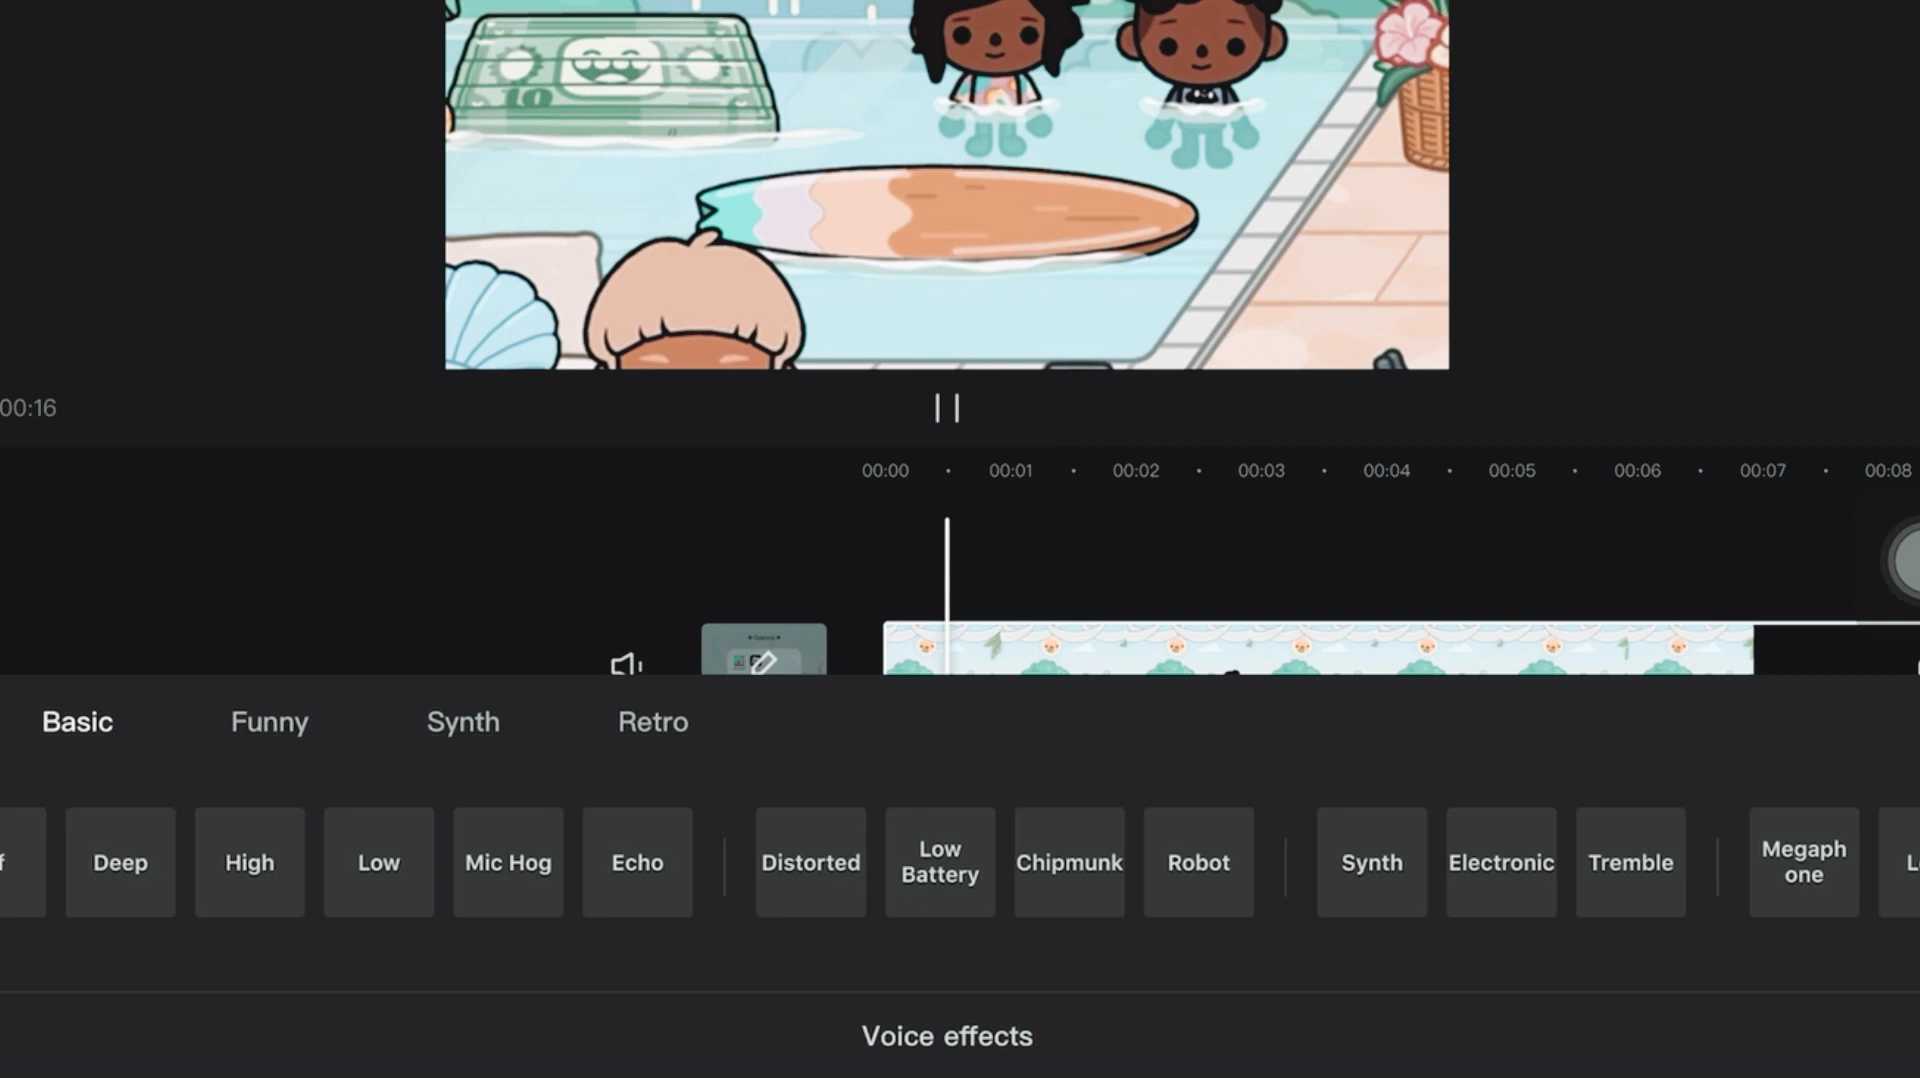 10
00:16
00:00 00:01 00:02 00:03 00:04 00:05 00:06 00:07 00:08
Basic Funny Synth Retro
f Deep High Low Mic Hog Echo Distorted Low Battery Chipmunk Robot Synth Electronic Tremble Megaph one L
Voice effects